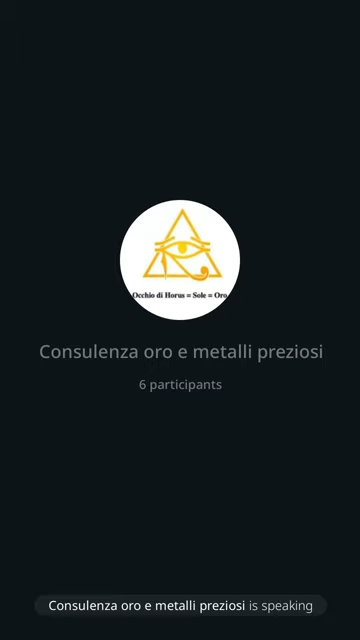 Occhio di Horus = Sole = Oro
Consulenza oro e metalli preziosi
6 participants
Consulenza oro e metalli preziosi is speaking